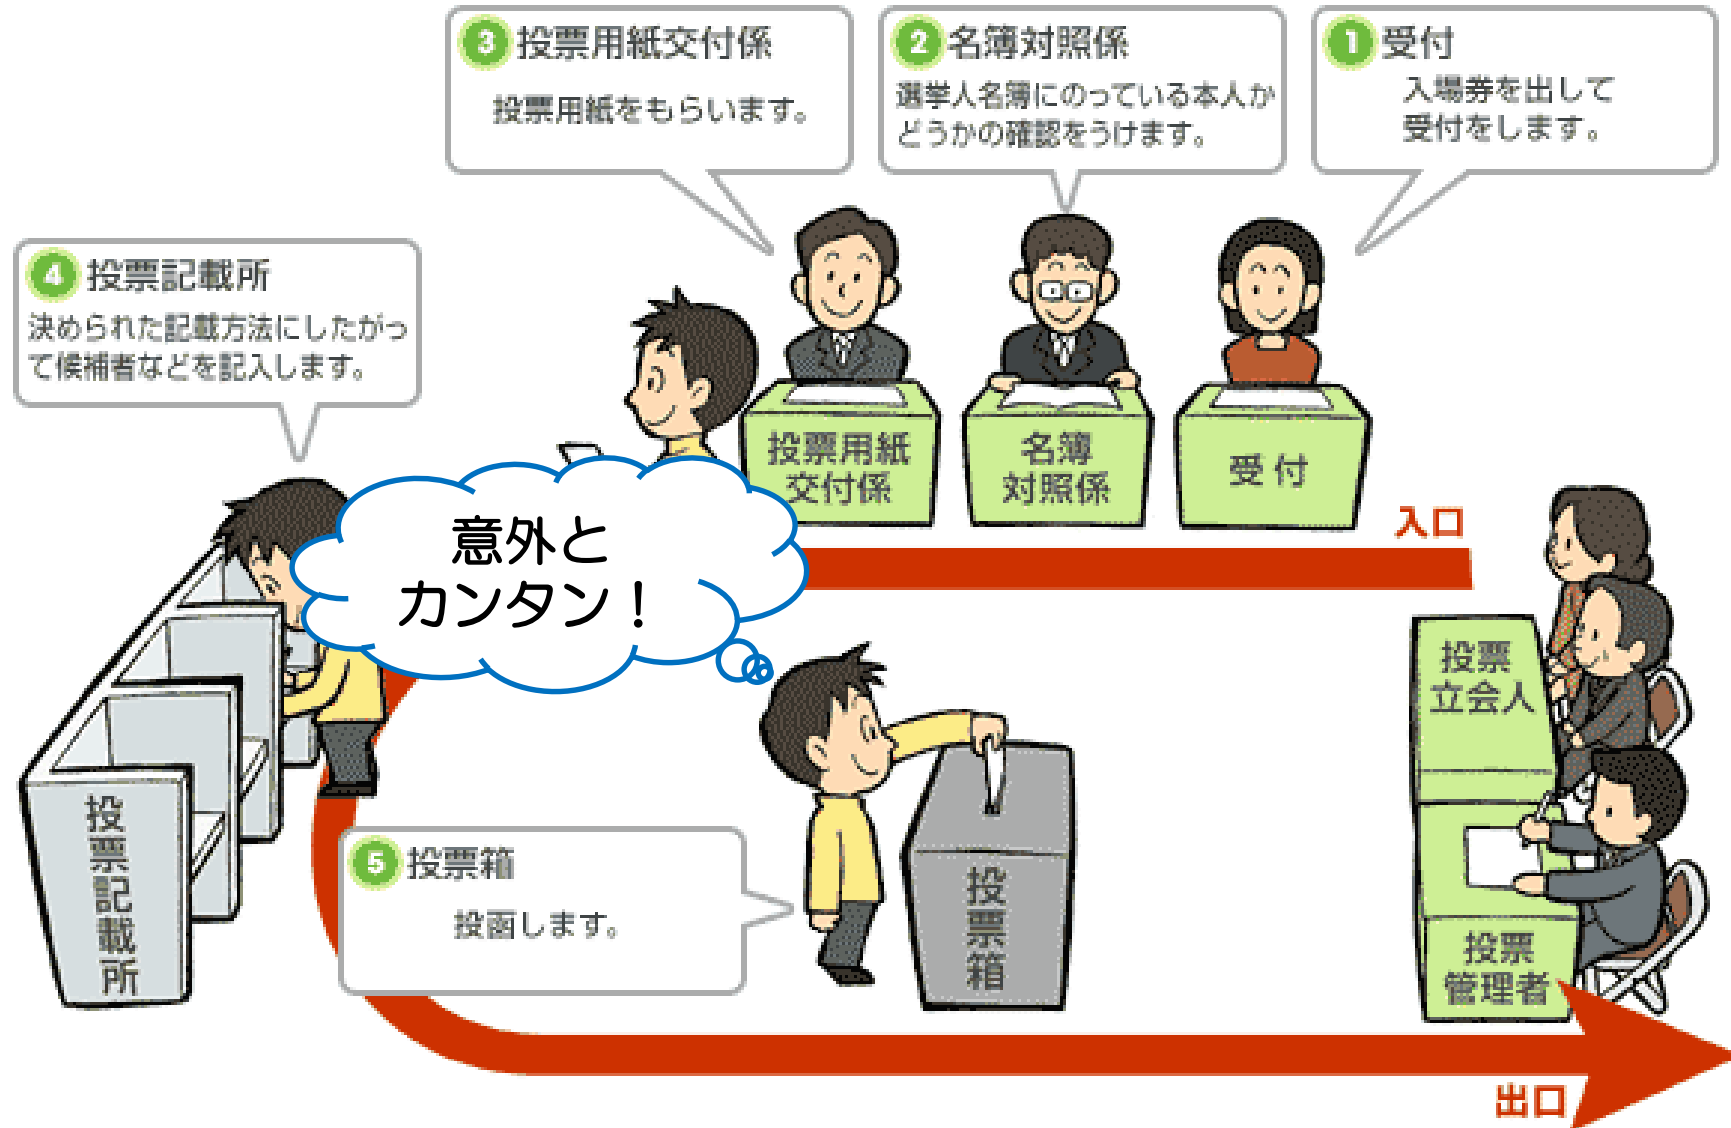 1 受付
入場券を出して
受付をします。
2 名簿対照係
選挙人名簿にのっている本人か
どうかの確認をうけます。
3 投票用紙交付係
投票用紙をもらいます。
4 投票記載所
決められた記載方法にしたがっ
て候補者などを記入します。
投票用紙
交付係
名簿
対照係
受付
入口
意外と
カンタン！
投票
立会人
投票記載所
5 投票箱
投函します。
投票箱
投票
管理者
出口